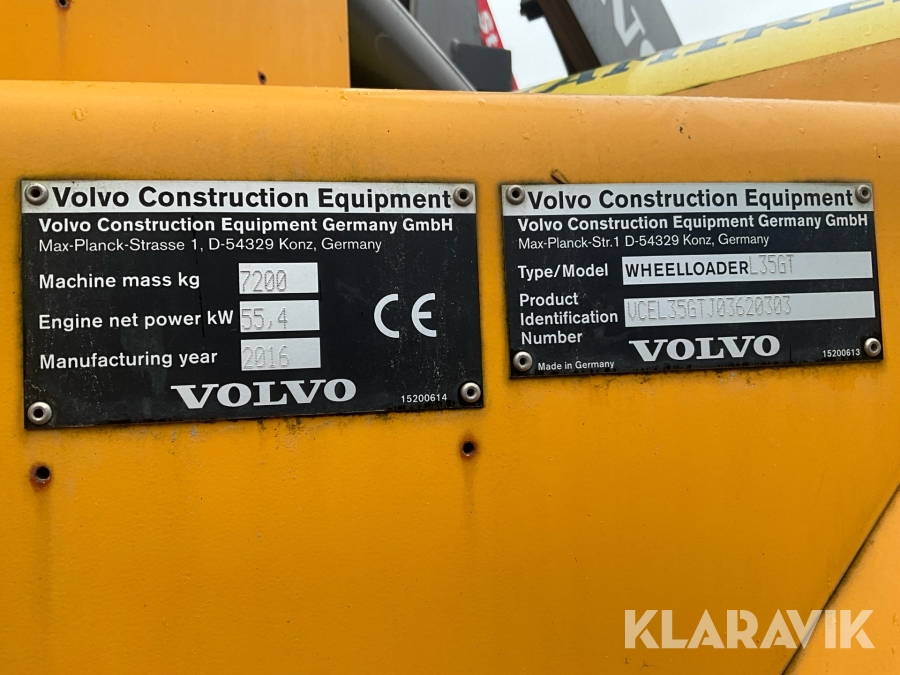 Volvo Construction Equipment
Volvo Construction Equipment Germany GmbH
Max-Planck-Strasse 1, D-54329 Konz, Germany
Machine mass kg 7200
Engine net power kW 55,4
Manufacturing year 2016
CE
VOLVO
15200614
Volvo Construction Equipment
Volvo Construction Equipment Germany GmbH
Max-Planck-Str.1 D-54329 Konz, Germany
Type/Model WHEELLOADER L35GT
Product
Identification VCEL35GTJ03620303
Number
VOLVO
Made in Germany
15200613
KLARAVIK